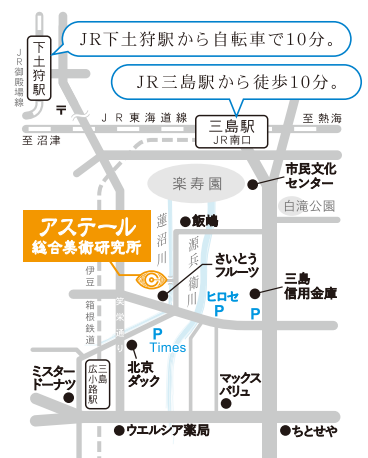 JR下土狩駅から自転車で10分。
下土狩駅
JR御殿場線
JR三島駅から徒歩10分。
〒
JR東海道線
至熱海
至沼津
三島駅
JR南口
市民文化
センター
楽寿園
白滝公園
蓮沼川
飯嶋
源兵衛川
アステール
総合美術研究所
さいとう
フルーツ
伊豆箱根鉄道
ヒロセ
P
P
三島
信用金庫
芙蓉通り
P
Times
北京
ダック
ミスター
ドーナツ
三島
広小路駅
マックス
バリュ
ウエルシア薬局
ちとせや